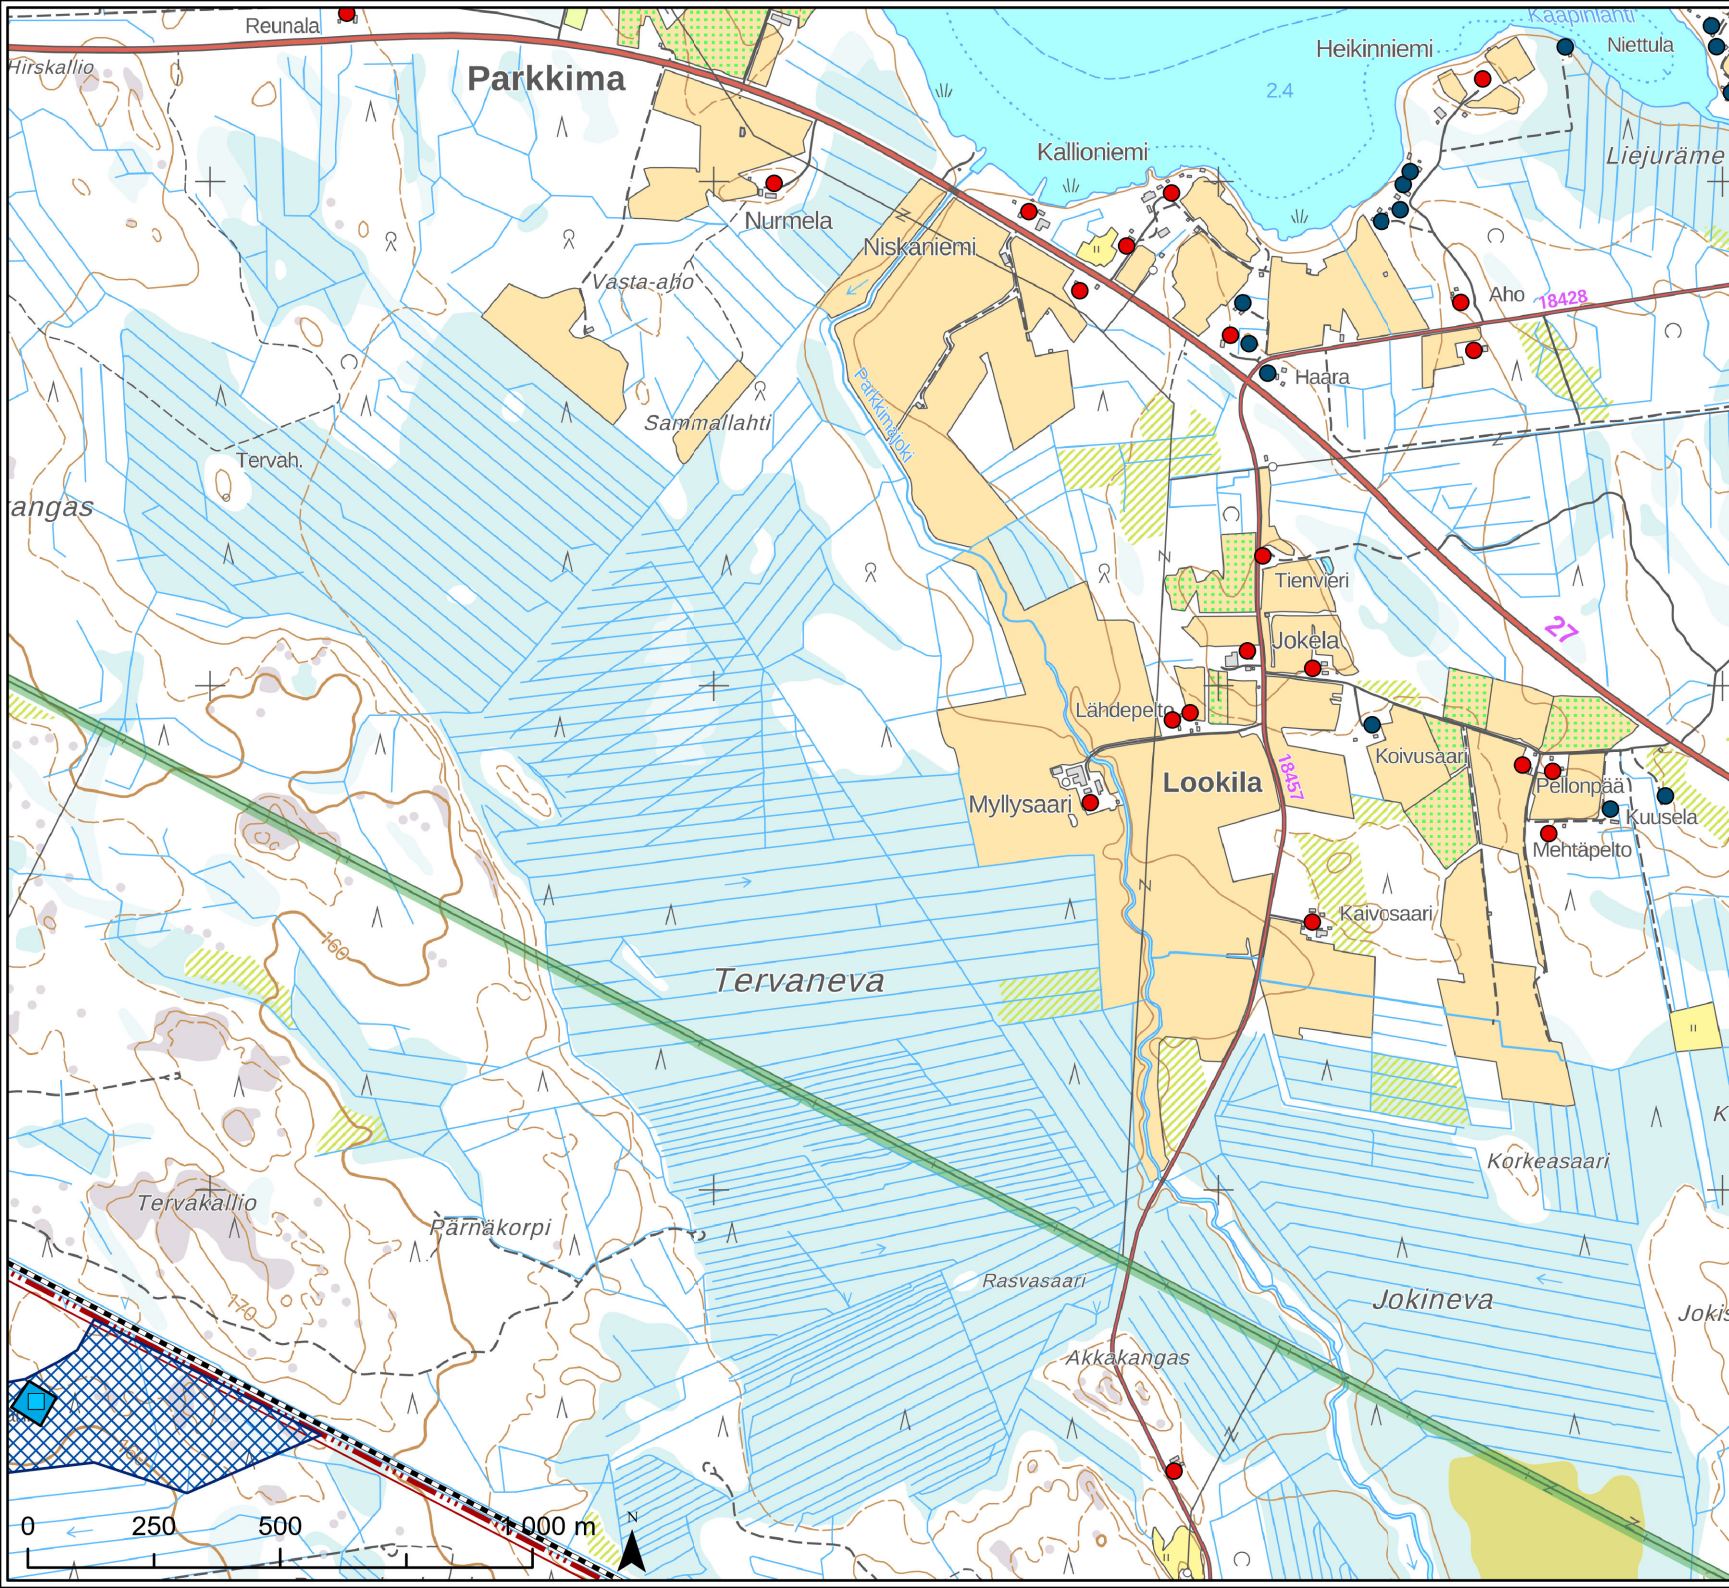 Reunala
Hirskallio
Parkkima
Kaapinlahti
Heikinniemi
Niettula
2.4
Kallioniemi
Liejuräme
Nurmela
Niskaniemi
Vasta-aho
Aho
18428
Haara
Parkkimajoki
Sammallahti
Tervah.
angas
Tienvieri
27
Jokela
Lähdepelto
Koivusaari
18457
Lookila
Pellonpää
Myllysaari
Kuusela
Mehtäpelto
Kaivosaari
160
Tervaneva
K
Korkeasaari
Tervakallio
Pärnäkorpi
Rasvasaari
Jokineva
Jokis
170
Akkakangas
0 250 500 1 000 m
N